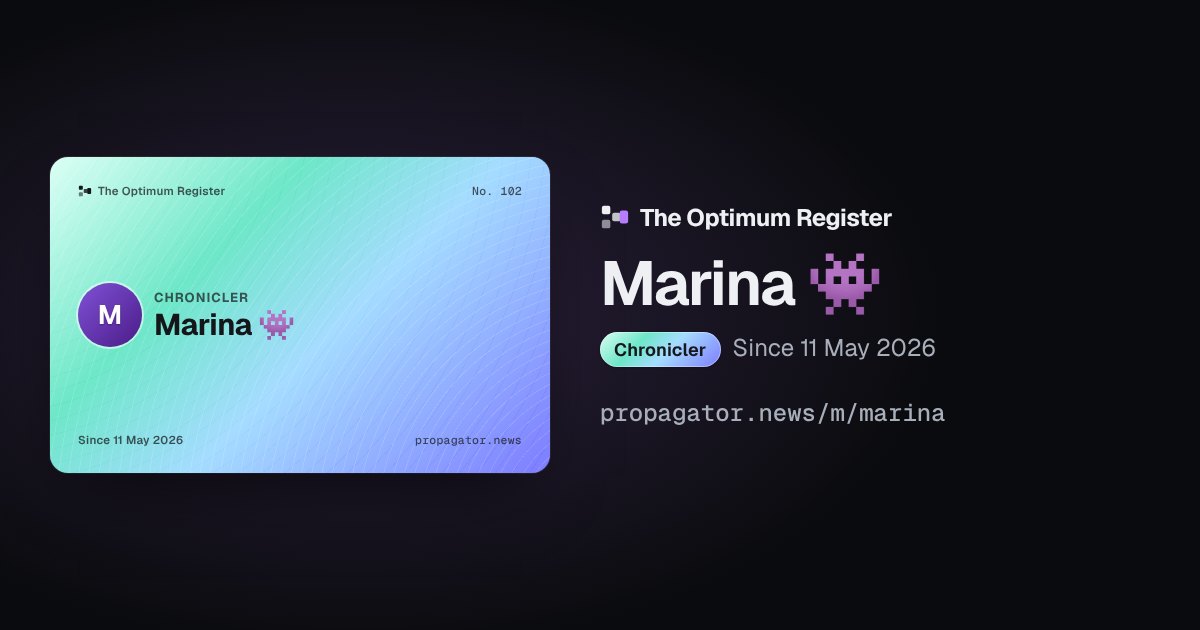 The Optimum Register
No. 102
M
CHRONICLER
Marina 👾
Since 11 May 2026
propagator.news
The Optimum Register
Marina 👾
Chronicler
Since 11 May 2026
propagator.news/m/marina